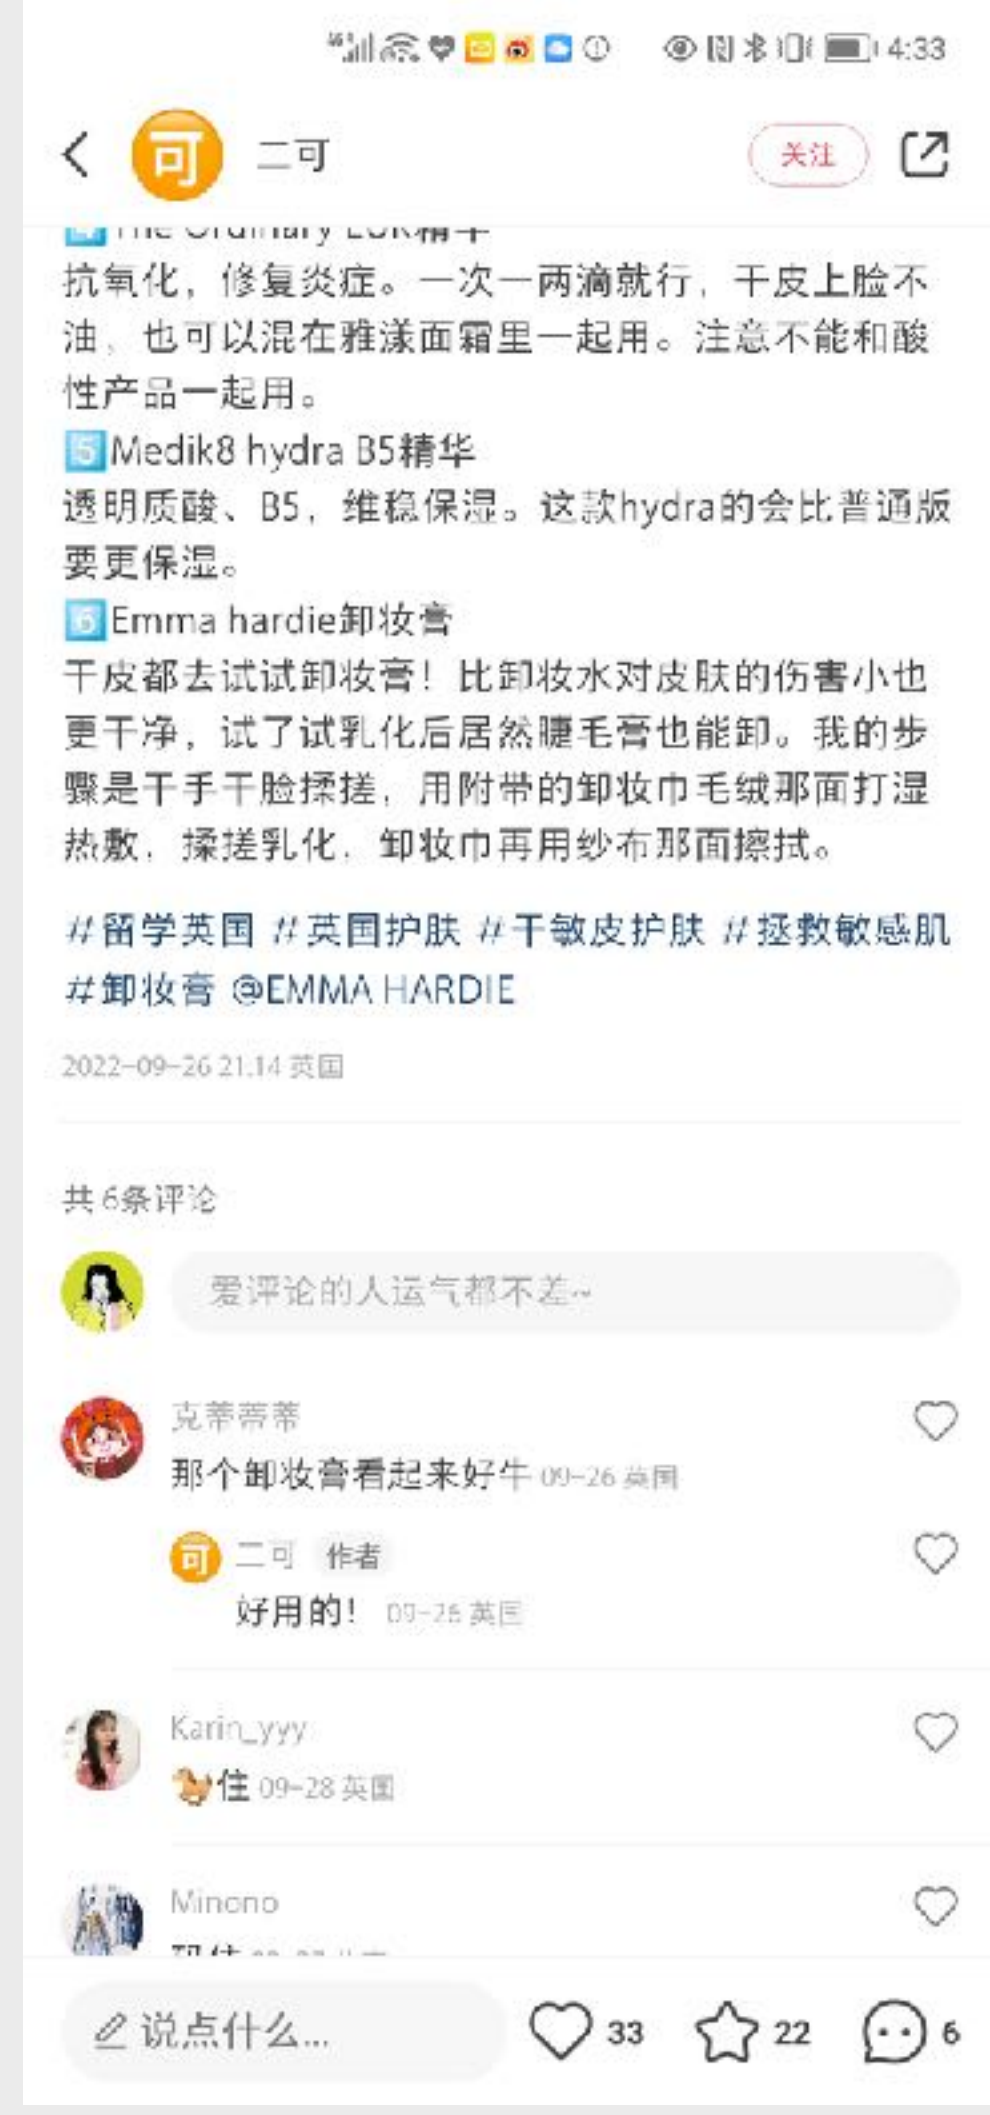 4:33
可 二可 关注
The Ordinary EUK精华
抗氧化，修复炎症。一次一两滴就行，干皮上脸不
油，也可以混在雅漾面霜里一起用。注意不能和酸
性产品一起用。
5Medik8 hydra B5精华
透明质酸、B5，维稳保湿。这款hydra的会比普通版
要更保湿。
6Emma hardie卸妆膏
干皮都去试试卸妆膏！比卸妆水对皮肤的伤害小也
更干净，试了试乳化后居然睫毛膏也能卸。我的步
骤是干手干脸揉搓，用附带的卸妆巾毛绒那面打湿
热敷，揉搓乳化，卸妆巾再用纱布那面擦拭。
#留学英国 #英国护肤 #干敏皮护肤 #拯救敏感肌
#卸妆膏 @EMMA HARDIE
2022-09-26 21:14 英国
共 6条评论
爱评论的人运气都不差~
克蒂蒂蒂
那个卸妆膏看起来好牛 09-26 英国
可 二可 作者
好用的！ 09-26 英国
Karin_yyy
🐎住 09-28 英国
Minono
说点什么... 33 22 6